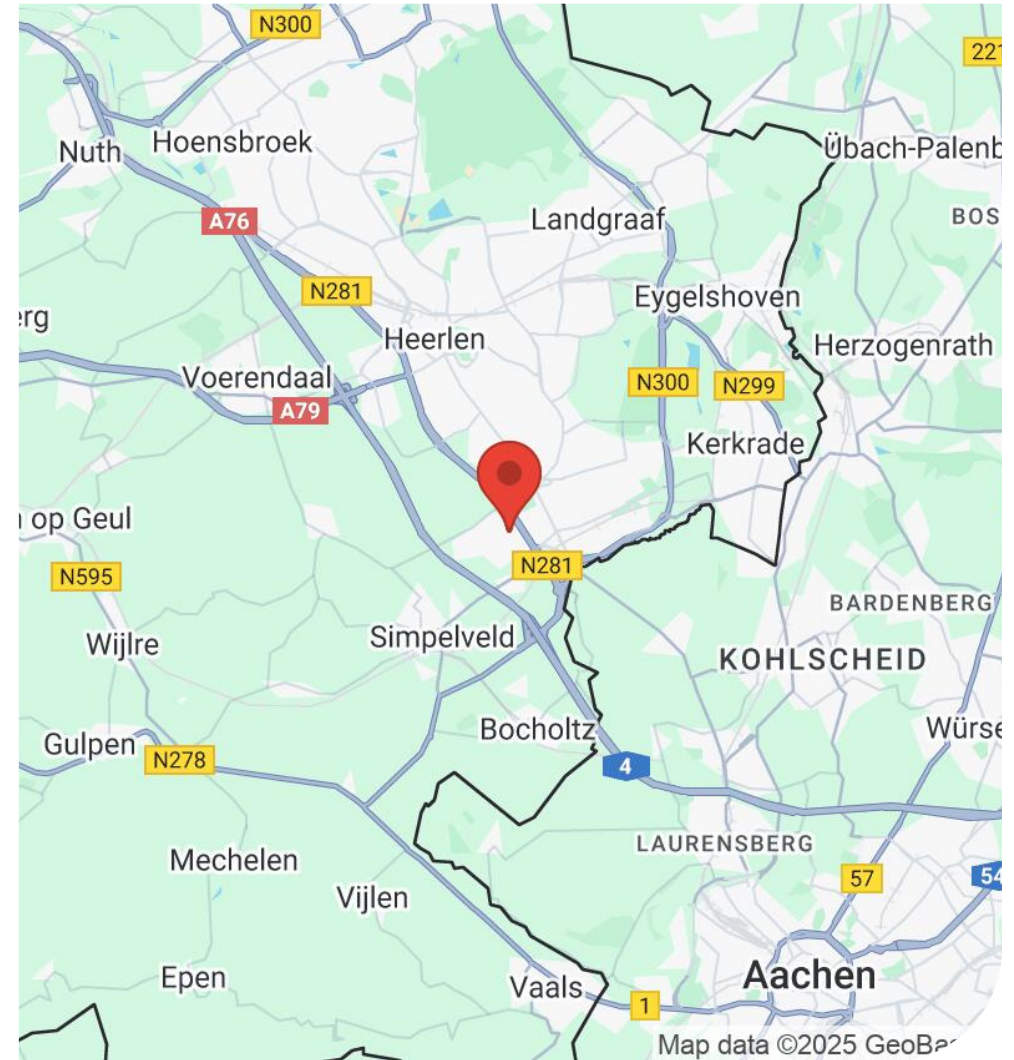 N300
221
Nuth
Hoensbroek
Übach-Palenb
A76
Landgraaf
BOS
N281
Eygelshoven
erg
Heerlen
Herzogenrath
Voerendaal
N300
N299
A79
Kerkrade
op Geul
N281
N595
BARDENBERG
Wijlre
Simpelveld
KOHLSCHEID
Gulpen
N278
Bocholtz
Würse
4
LAURENSBERG
Mechelen
57
54
Vijlen
Epen
Vaals
Aachen
1
Map data ©2025 GeoBas